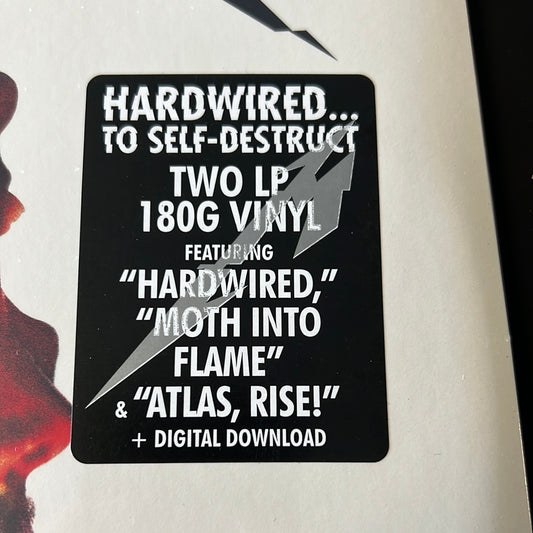 HARDWIRED...
TO SELF-DESTRUCT
TWO LP
180G VINYL
FEATURING
“HARDWIRED,”
“MOTH INTO
FLAME”
& “ATLAS, RISE!”
+ DIGITAL DOWNLOAD